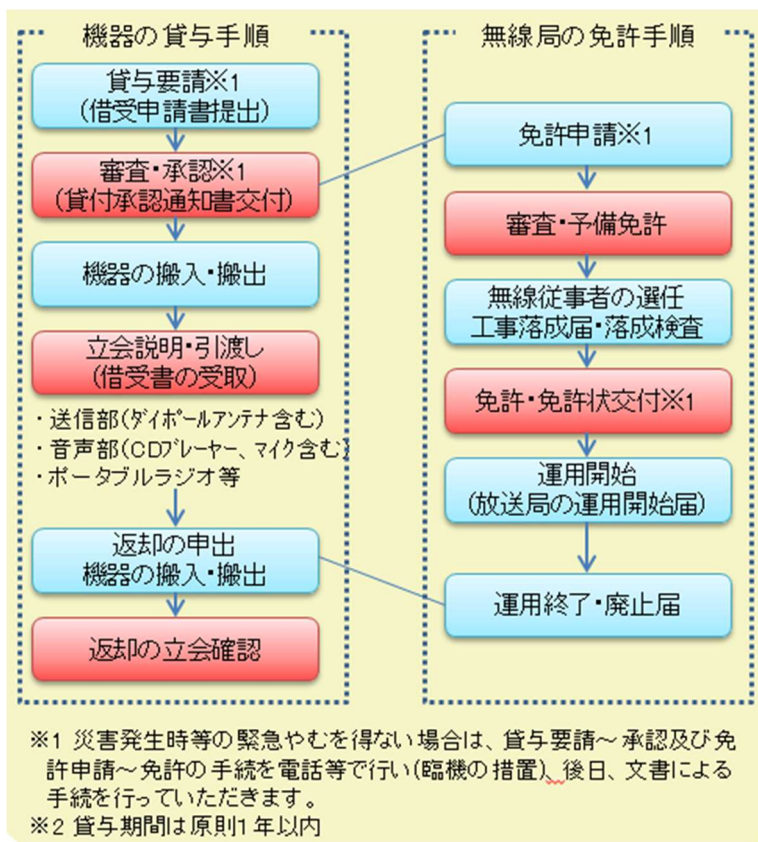 機器の貸与手順
貸与要請※1
(借受申請書提出)
審査・承認※1
(貸付承認通知書交付)
機器の搬入・搬出
立会説明・引渡し
(借受書の受取)
・送信部(ダイポールアンテナ含む)
・音声部(CDプレーヤー、マイク含む)
・ポータブルラジオ等
返却の申出
機器の搬入・搬出
返却の立会確認
無線局の免許手順
免許申請※1
審査・予備免許
無線従事者の選任
工事落成届・落成検査
免許・免許状交付※1
運用開始
(放送局の運用開始届)
運用終了・廃止届
※1 災害発生時等の緊急やむを得ない場合は、貸与要請～承認及び免
許申請～免許の手続を電話等で行い(臨機の措置)、後日、文書による
手続を行っていただきます。
※2 貸与期間は原則1年以内